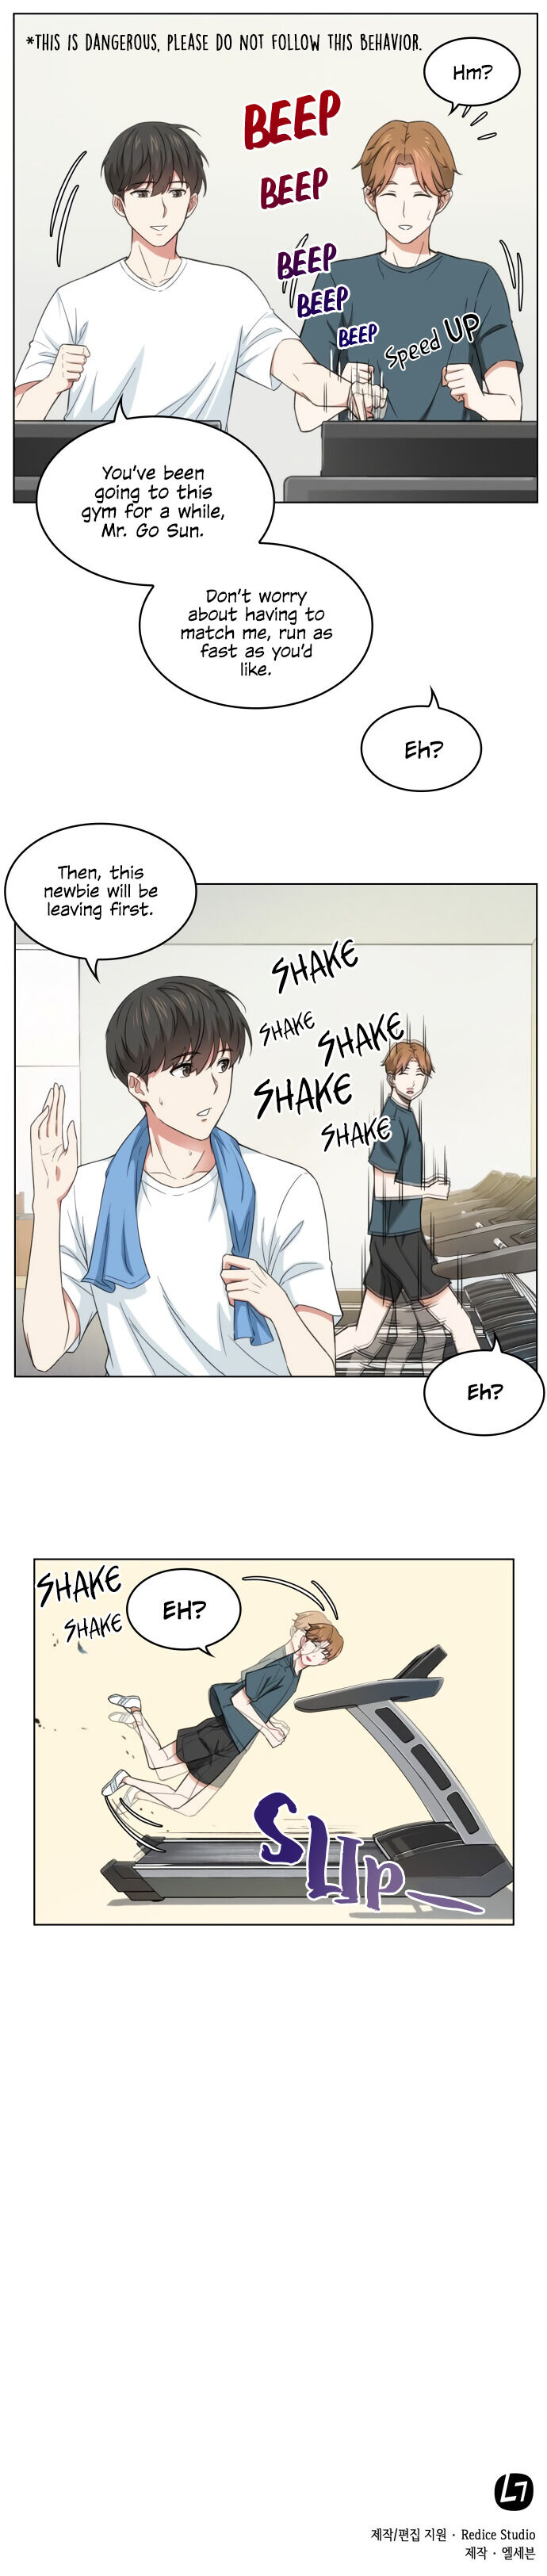 *THIS IS DANGEROUS, PLEASE DO NOT FOLLOW THIS BEHAVIOR.
Hm?
BEEP
BEEP
BEEP
BEEP
BEEP
Speed UP
You've been
going to this
gym for a while,
Mr. Go Sun.
Don't worry
about having to
match me, run as
fast as you'd
like.
Eh?
Then, this
newbie will be
leaving first.
SHAKE
SHAKE
SHAKE
SHAKE
SHAKE
Eh?
SHAKE
SHAKE
EH?
SLIP
L7
제작/편집 지원 · Redice Studio
제작 · 엘세븐